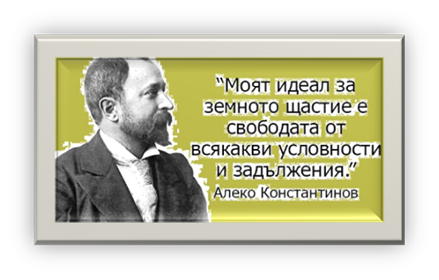 “Моят идеал за
земното щастие е
свободата от
всякакви условности
и задължения.”
Алеко Константинов